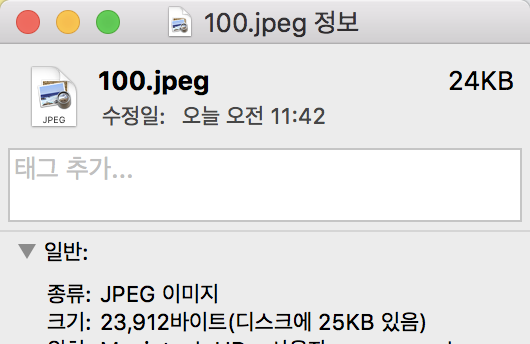 100.jpeg 정보
JPEG
100.jpeg 24KB
수정일: 오늘 오전 11:42
태그 추가...
일반:
종류: JPEG 이미지
크기: 23,912바이트(디스크에 25KB 있음)